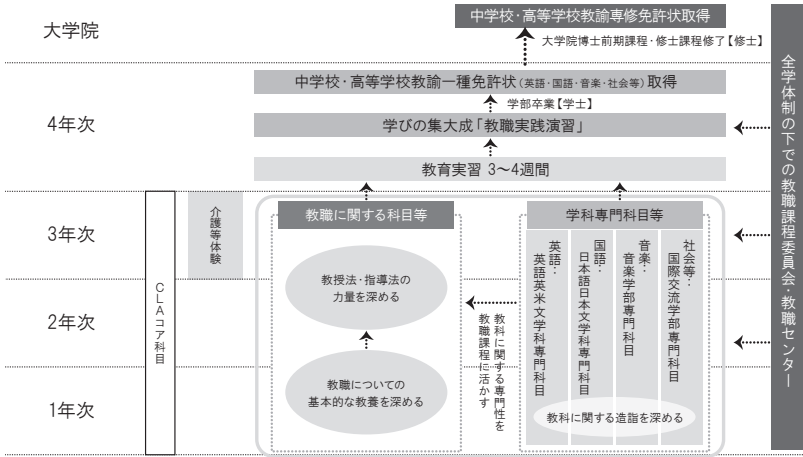 中学校・高等学校教諭専修免許状取得
大学院
大学院博士前期課程・修士課程修了【修士】
中学校・高等学校教諭一種免許状（英語・国語・音楽・社会等）取得
学部卒業【学士】
4年次
学びの集大成「教職実践演習」
教育実習 3〜4週間
全学体制の下での教職課程委員会・教職センター
3年次
2年次
1年次
CLAコア科目
介護等体験
教職に関する科目等
教授法・指導法の
力量を深める
教職についての
基本的な教養を深める
教科に関する専門性を
教職課程に活かす
学科専門科目等
英語：
英語英米文学科専門科目
国語：
日本語日本文学科専門科目
音楽：
音楽学部専門科目
社会等：
国際交流学部専門科目
教科に関する造詣を深める